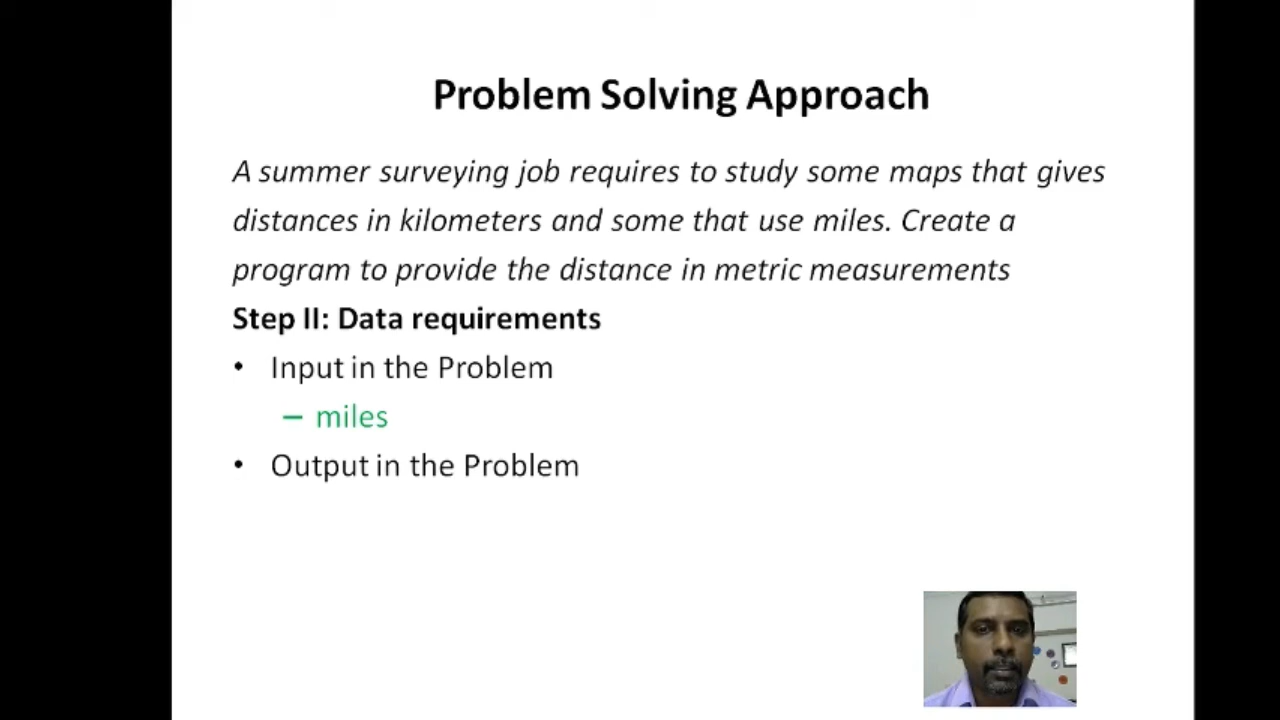 Problem Solving Approach
A summer surveying job requires to study some maps that gives
distances in kilometers and some that use miles. Create a
program to provide the distance in metric measurements
Step II: Data requirements
• Input in the Problem
– miles
• Output in the Problem